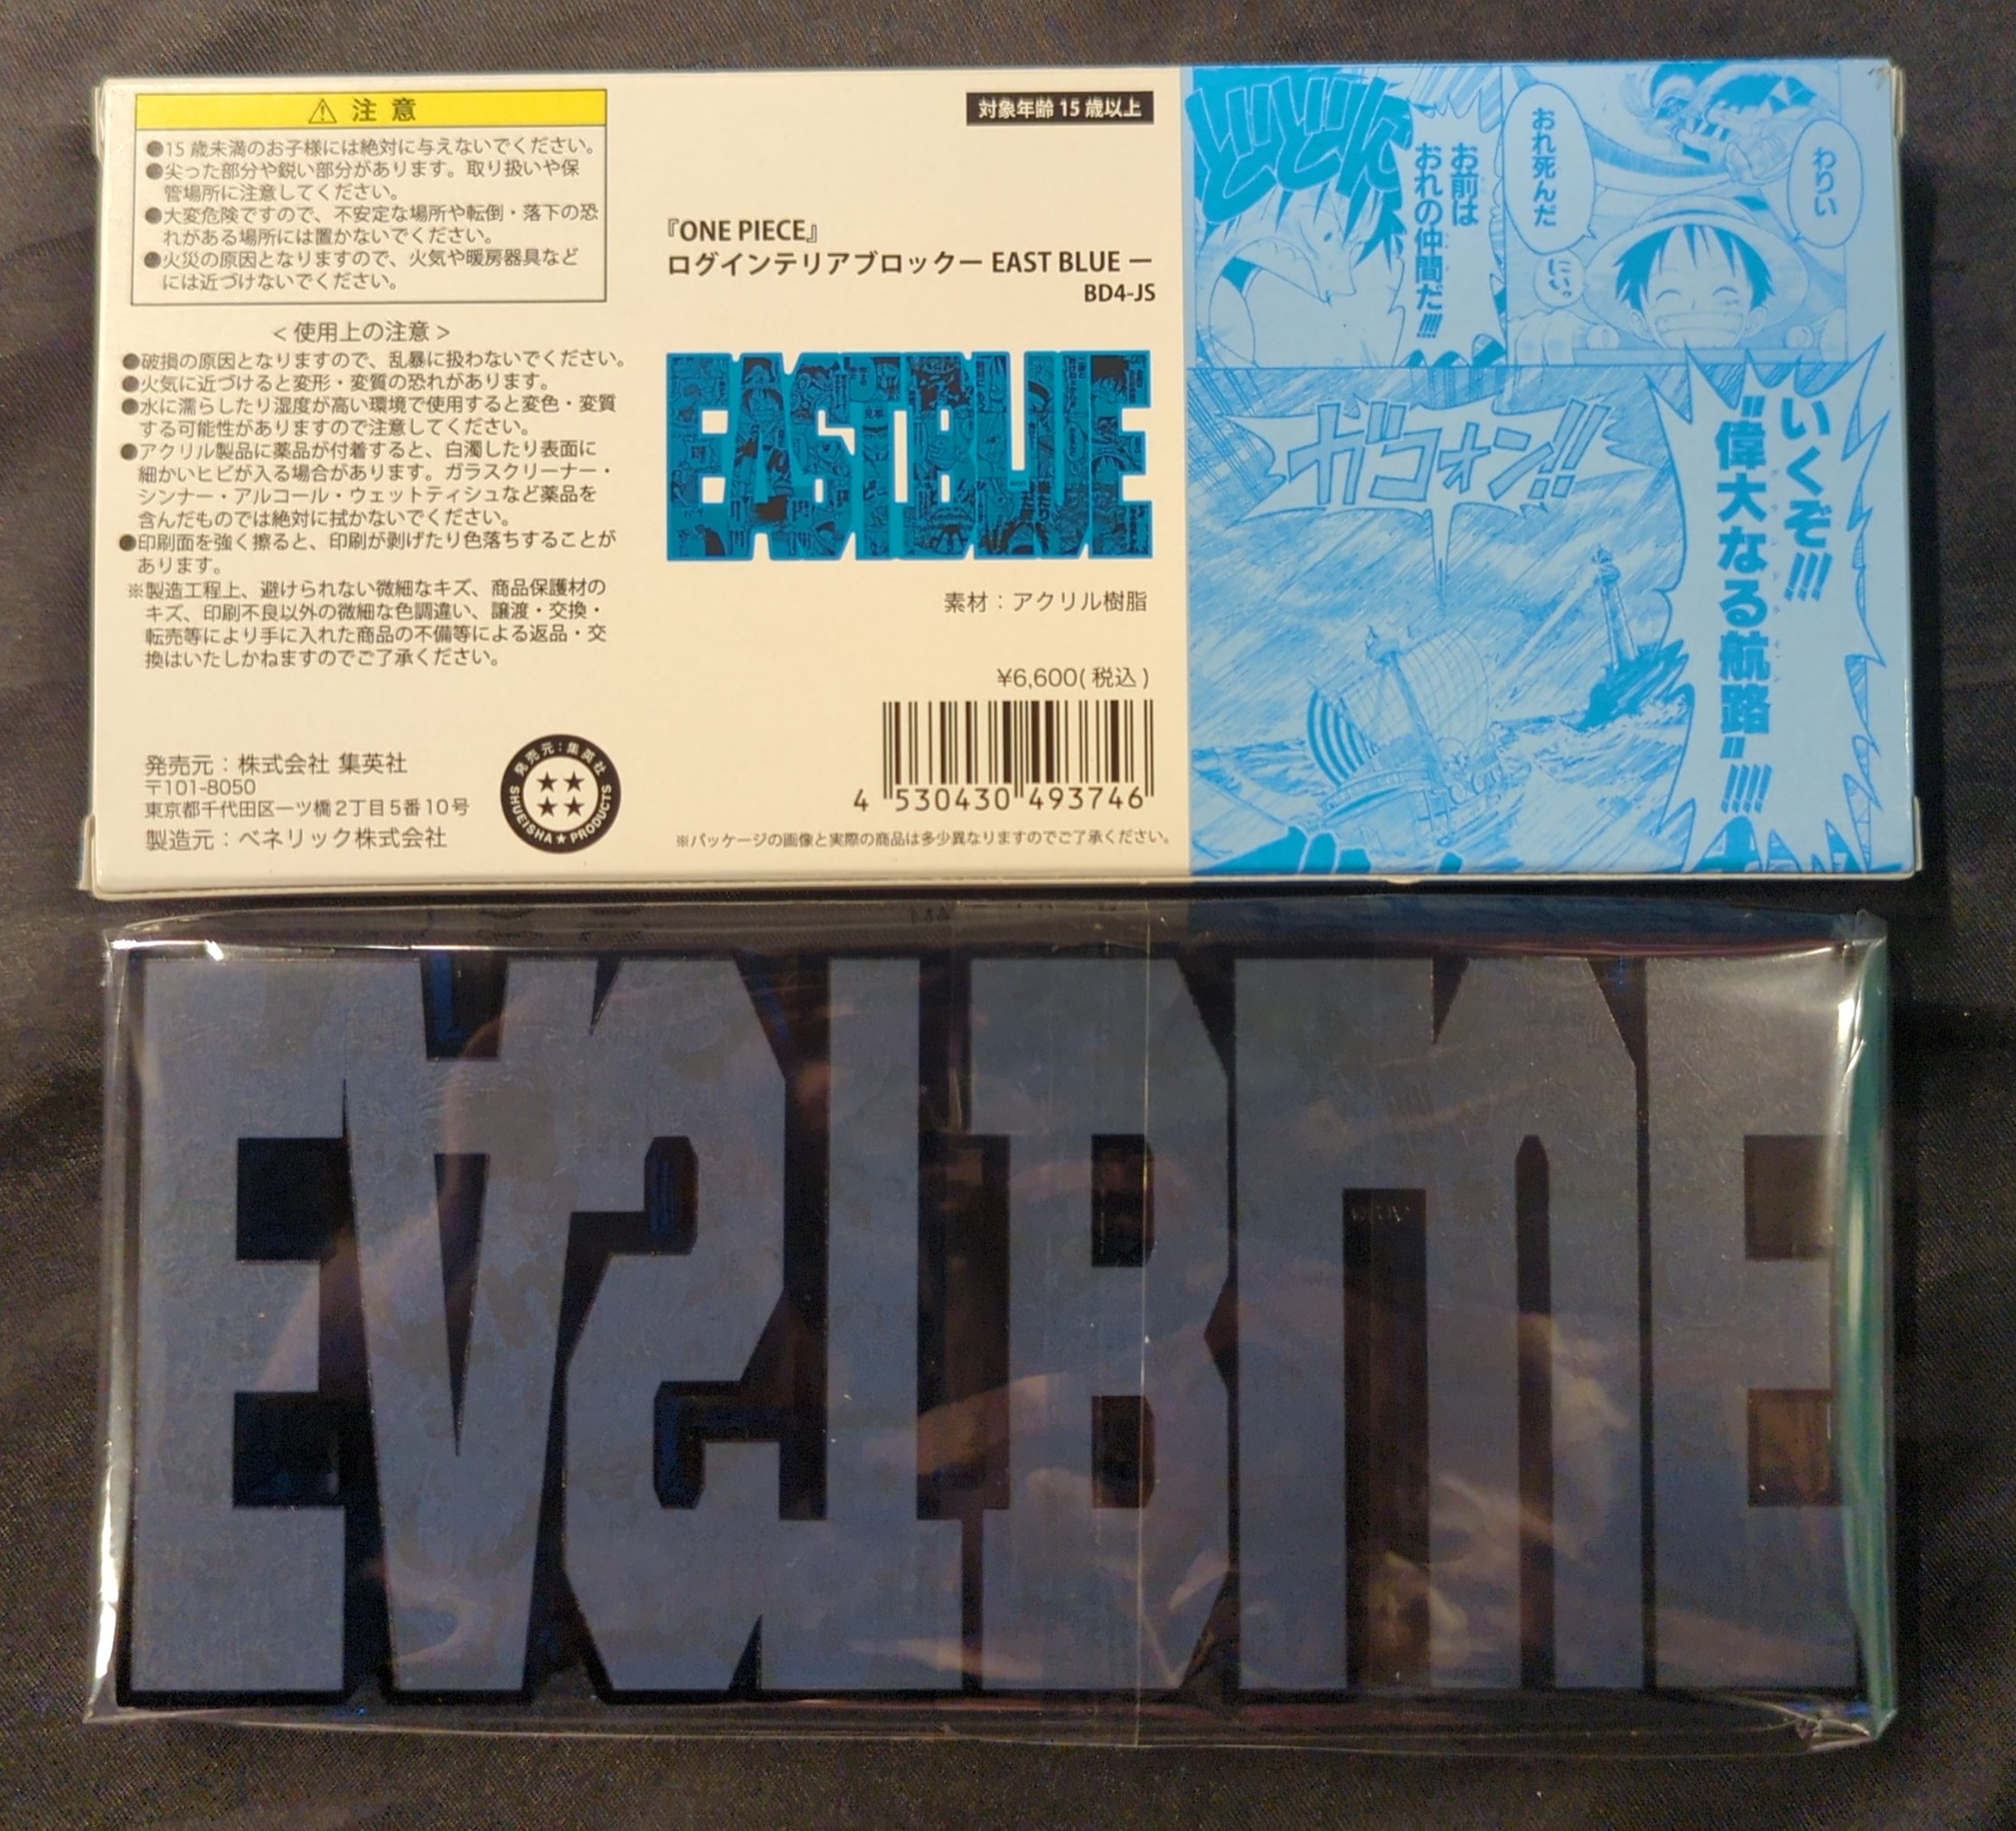 ⚠ 注意
●15歳未満のお子様には絶対に与えないでください。
●尖った部分や鋭い部分があります。取り扱いや保
管場所に注意してください。
●大変危険ですので、不安定な場所や転倒・落下の恐
れがある場所には置かないでください。
●火災の原因となりますので、火気や暖房器具など
には近づけないでください。
<使用上の注意>
●破損の原因となりますので、乱暴に扱わないでください。
●火気に近づけると変形・変質の恐れがあります。
●水に濡らしたり湿度が高い環境で使用すると変色・変質
する可能性がありますので注意してください。
●アクリル製品に薬品が付着すると、白濁したり表面に
細かいヒビが入る場合があります。ガラスクリーナー・
シンナー・アルコール・ウェットティシュなど薬品を
含んだものでは絶対に拭かないでください。
●印刷面を強く擦ると、印刷が剥げたり色落ちすることが
あります。
※製造工程上、避けられない微細なキズ、商品保護材の
キズ、印刷不良以外の微細な色調違い、譲渡・交換・
転売等により手に入れた商品の不備等による返品・交
換はいたしかねますのでご了承ください。
発売元：株式会社 集英社
〒101-8050
東京都千代田区一ツ橋2丁目5番10号
製造元：ベネリック株式会社
発売元：集英社
SHUEISHA★PRODUCTS
対象年齢15歳以上
『ONE PIECE』
ログインテリアブロックー EAST BLUE ー
BD4-JS
EAST BLUE
素材：アクリル樹脂
¥6,600(税込)
4 530430 493746
※パッケージの画像と実際の商品は多少異なりますのでご了承ください。
わりい
おれ死んだ
にいっ
お前は
おれの仲間だ!!!!
どどん
ガコォン!!
いくぞ!!!
"偉大なる航路"!!!!
EAST BLUE